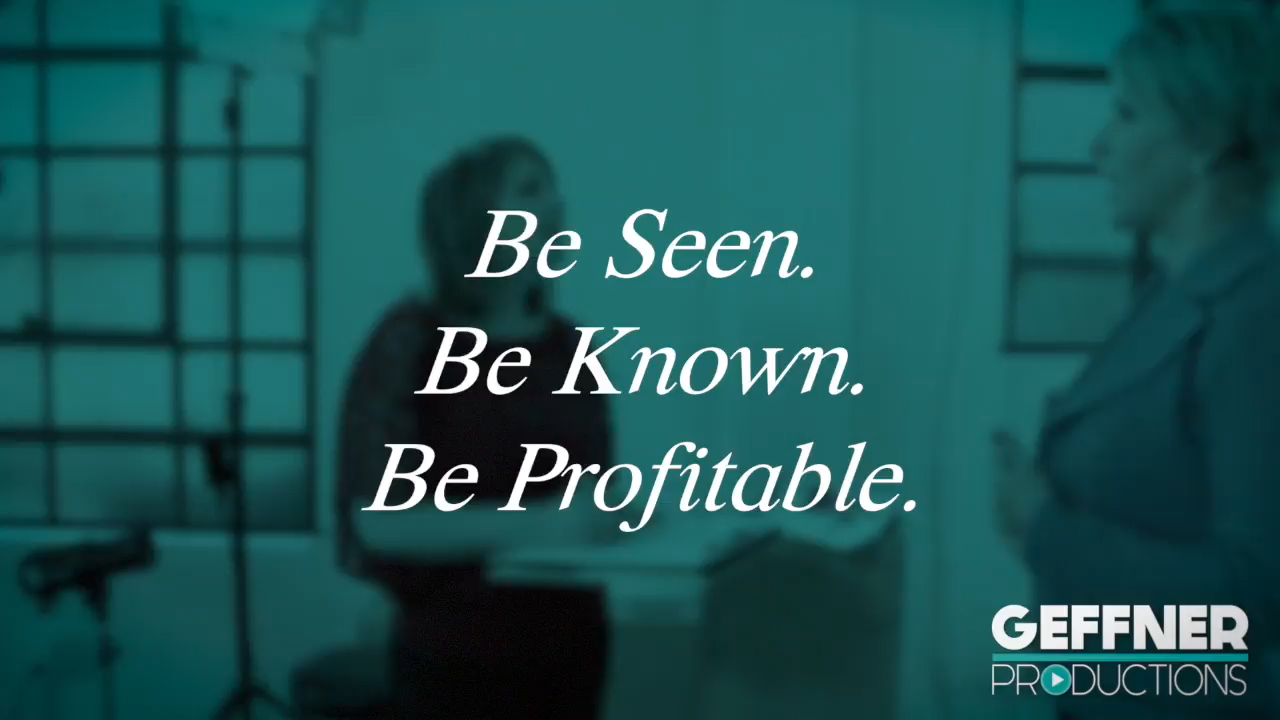 Be Seen.
Be Known.
Be Profitable.
GEFFNER
PRODUCTIONS